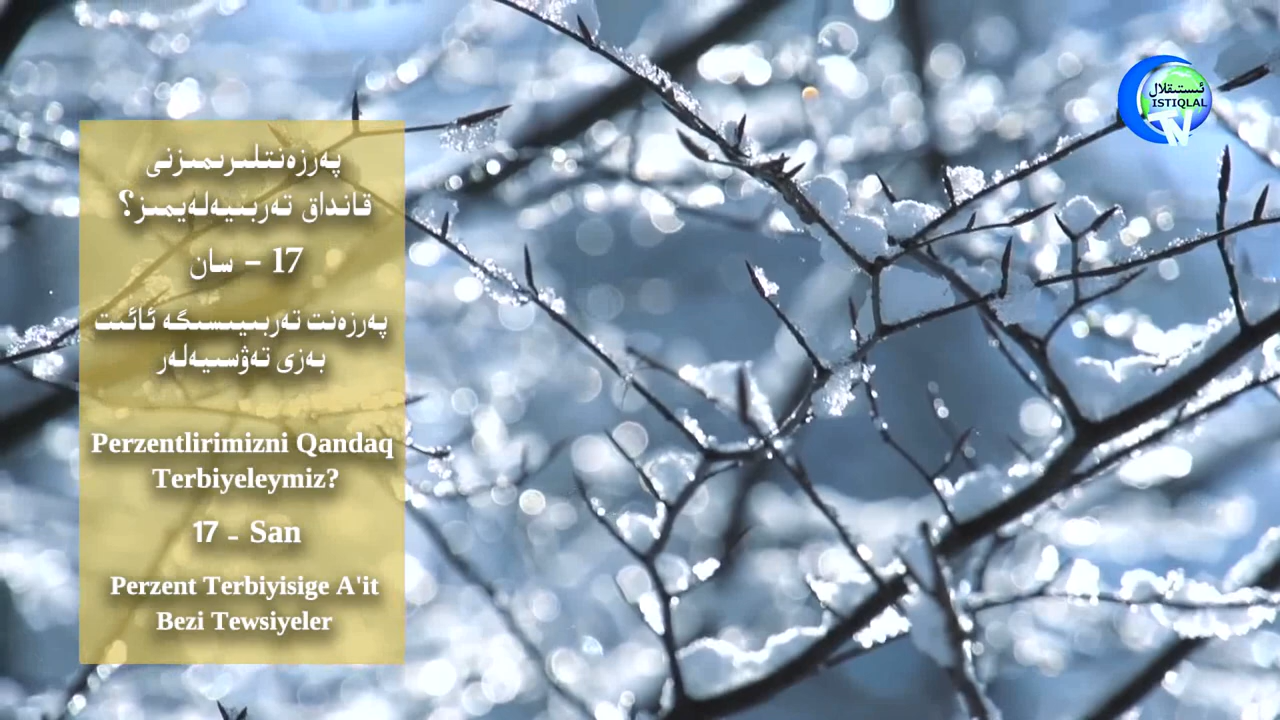 پەرزەنتلىرىمىزنى
قانداق تەربىيەلەيمىز؟
17 – سان
پەرزەنت تەربىيىسىگە ئائىت
بەزى تەۋسىيەلەر
Perzentlirimizni Qandaq
Terbiyeleymiz?
17 - San
Perzent Terbiyisige A'it
Bezi Tewsiyeler
ئىستىقلال
ISTIQLAL
TV